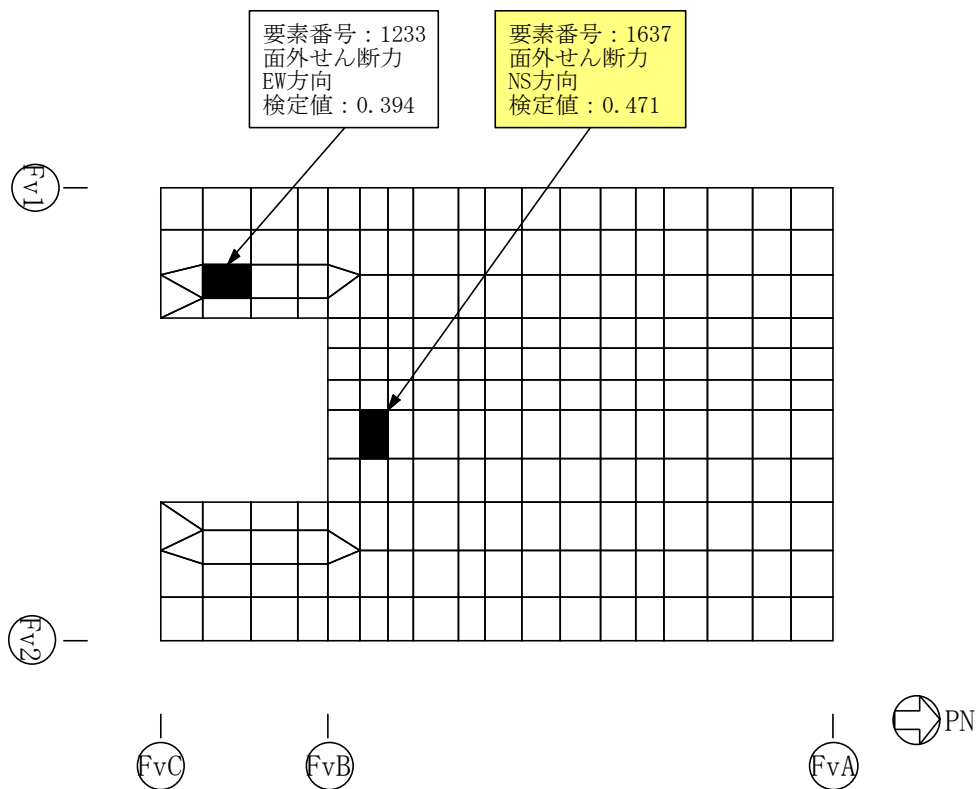 要素番号：1233
面外せん断力
EW方向
検定値：0.394
要素番号：1637
面外せん断力
NS方向
検定値：0.471
Fv1
Fv2
PN
FvC
FvB
FvA